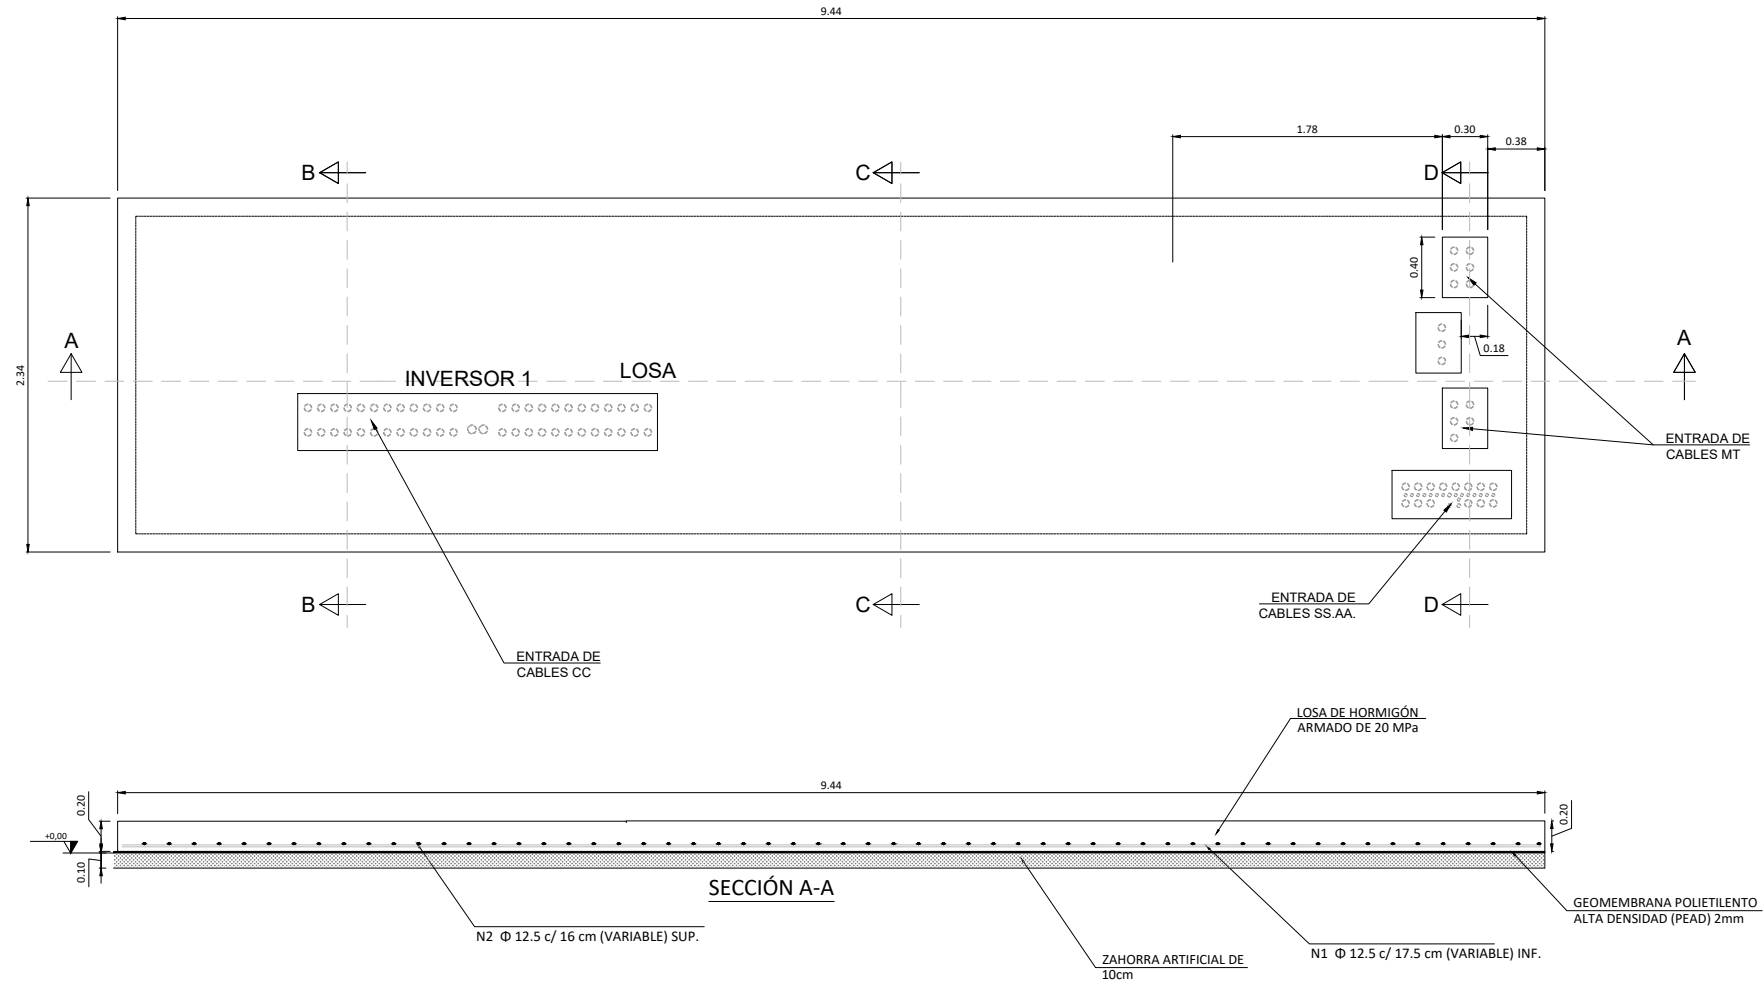 9.44
1.78
0.30
0.38
B
C
D
0.40
A
A
2.34
0.18
INVERSOR 1
LOSA
ENTRADA DE
CABLES MT
ENTRADA DE
CABLES SS.AA.
B
C
D
ENTRADA DE
CABLES CC
LOSA DE HORMIGÓN
ARMADO DE 20 MPa
9.44
0.20
0.20
+0,00
0.10
SECCIÓN A-A
GEOMEMBRANA POLIETILENTO
ALTA DENSIDAD (PEAD) 2mm
N2 Φ 12.5 c/ 16 cm (VARIABLE) SUP.
N1 Φ 12.5 c/ 17.5 cm (VARIABLE) INF.
ZAHORRA ARTIFICIAL DE
10cm